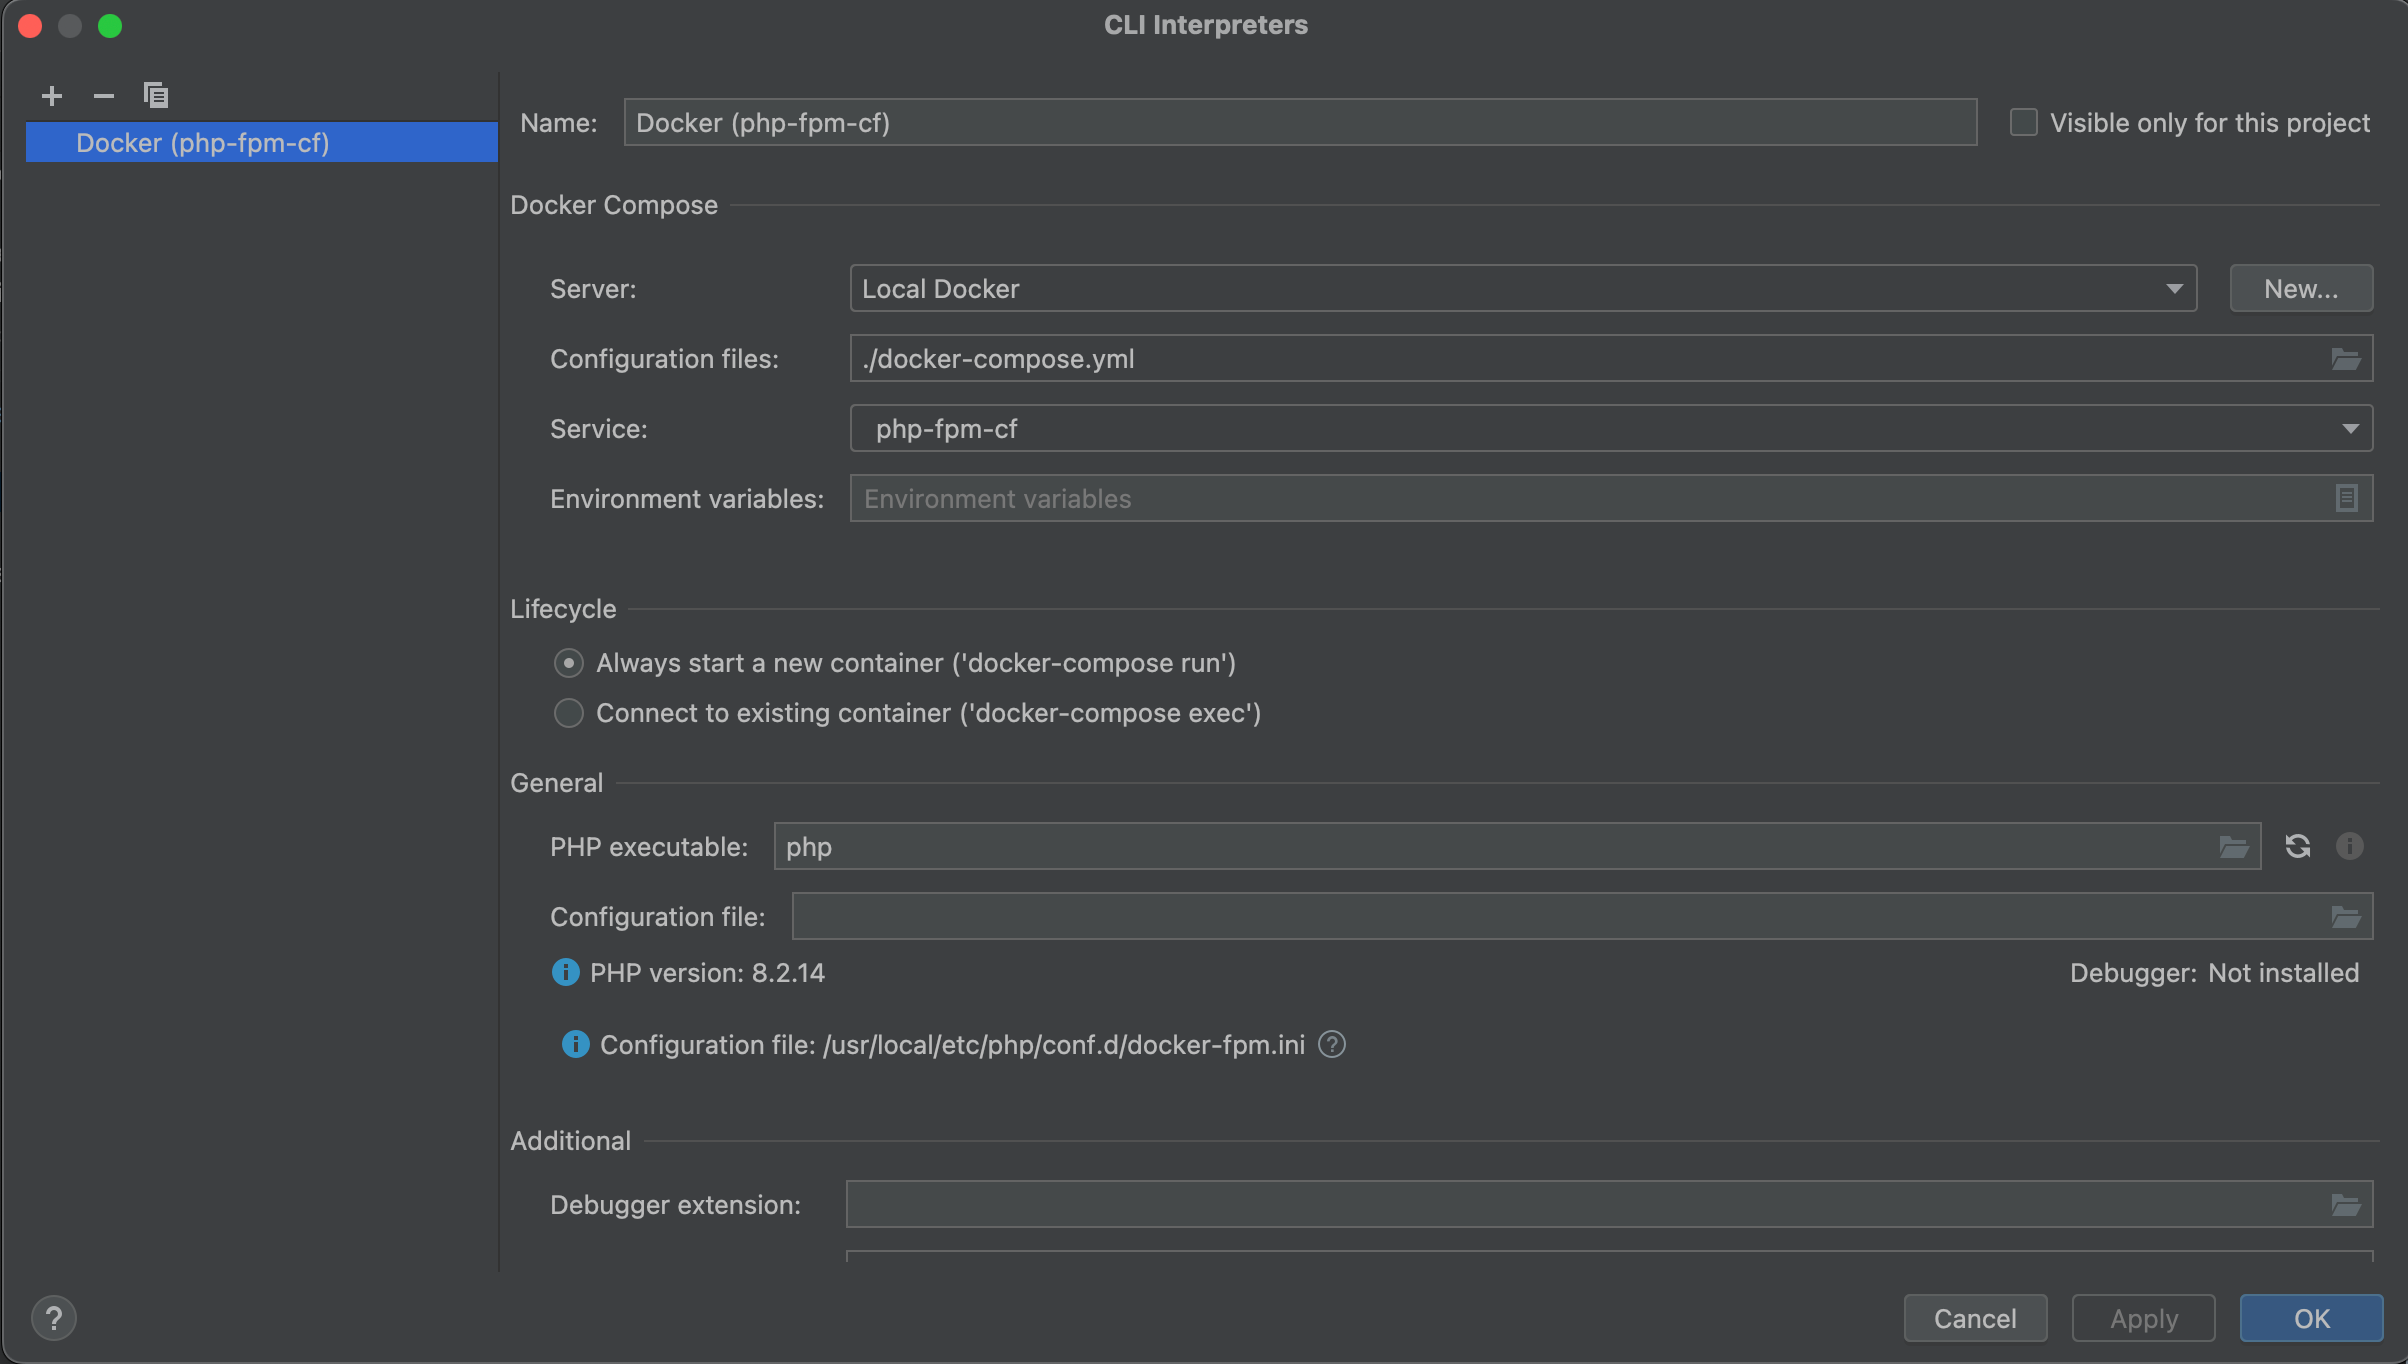 CLI Interpreters
Docker (php-fpm-cf)
Name: Docker (php-fpm-cf) Visible only for this project
Docker Compose
Server: Local Docker New...
Configuration files: ./docker-compose.yml
Service: php-fpm-cf
Environment variables: Environment variables
Lifecycle
Always start a new container ('docker-compose run')
Connect to existing container ('docker-compose exec')
General
PHP executable: php
Configuration file:
PHP version: 8.2.14 Debugger: Not installed
Configuration file: /usr/local/etc/php/conf.d/docker-fpm.ini ?
Additional
Debugger extension:
? Cancel Apply OK